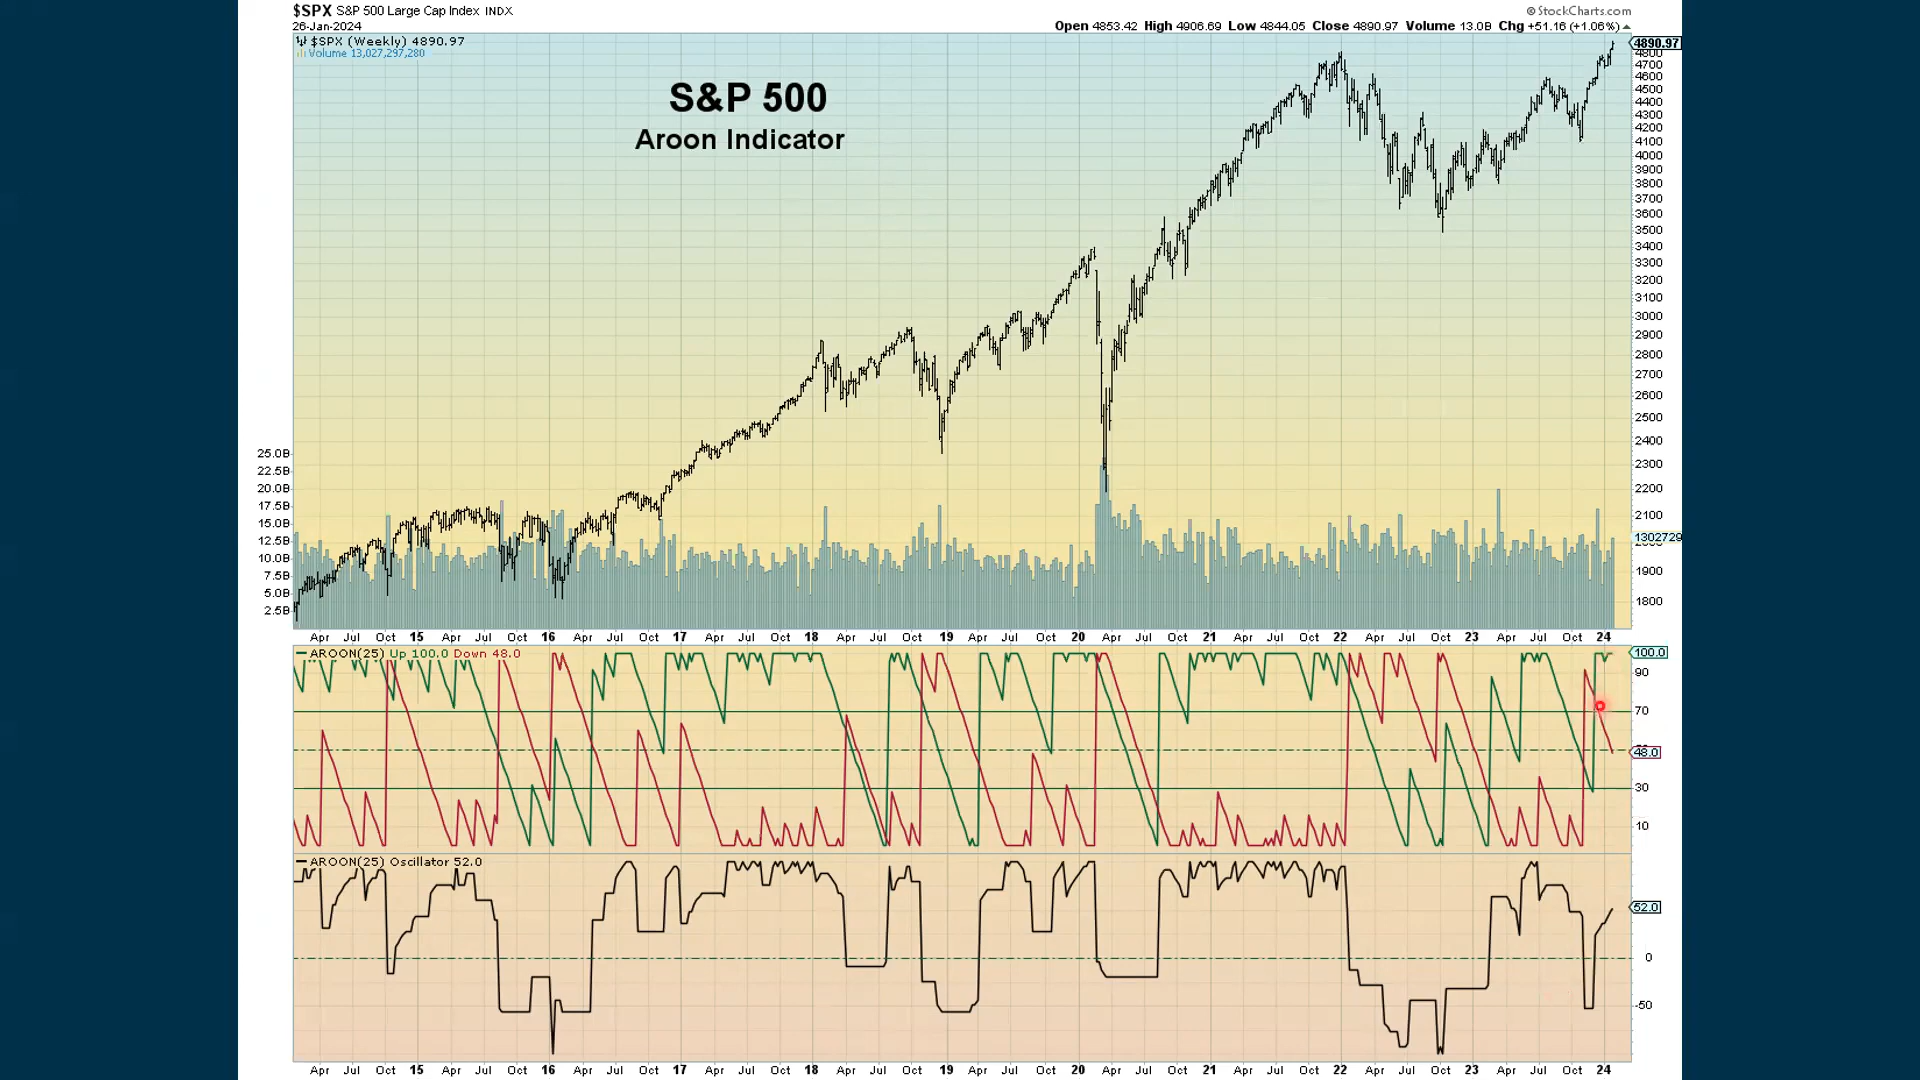 $SPX S&P 500 Large Cap Index INDX
© StockCharts.com
26-Jan-2024
Open 4853.42 High 4906.69 Low 4844.05 Close 4890.97 Volume 13.0B Chg +51.16 (+1.06%)
$SPX (Weekly) 4890.97
Volume 13,027,297,280
S&P 500
Aroon Indicator
4890.97
4800
4700
4600
4500
4400
4300
4200
4100
4000
3900
3800
3700
3600
3500
3400
3300
3200
3100
3000
2900
2800
2700
2600
2500
2400
2300
2200
2100
1302729
1900
1800
25.0B
22.5B
20.0B
17.5B
15.0B
12.5B
10.0B
7.5B
5.0B
2.5B
Apr Jul Oct 15 Apr Jul Oct 16 Apr Jul Oct 17 Apr Jul Oct 18 Apr Jul Oct 19 Apr Jul Oct 20 Apr Jul Oct 21 Apr Jul Oct 22 Apr Jul Oct 23 Apr Jul Oct 24
AROON(25) Up 100.0 Down 48.0
100.0
90
70
48.0
30
10
AROON(25) Oscillator 52.0
52.0
0
-50
Apr Jul Oct 15 Apr Jul Oct 16 Apr Jul Oct 17 Apr Jul Oct 18 Apr Jul Oct 19 Apr Jul Oct 20 Apr Jul Oct 21 Apr Jul Oct 22 Apr Jul Oct 23 Apr Jul Oct 24